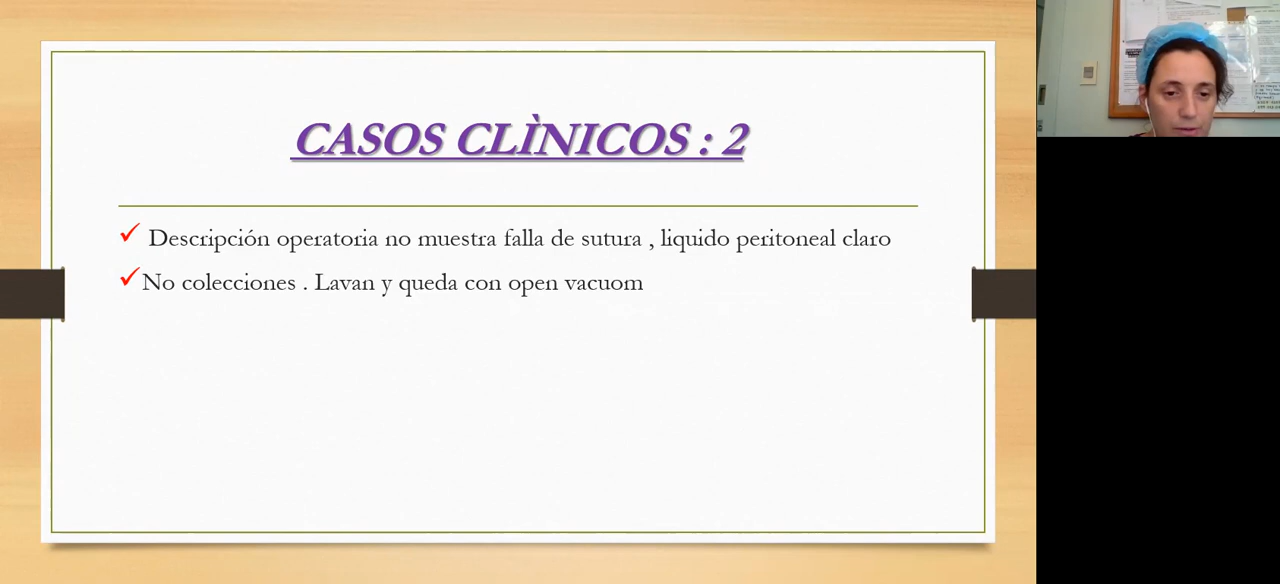 CASOS CLÌNICOS : 2
Descripción operatoria no muestra falla de sutura , liquido peritoneal claro
No colecciones . Lavan y queda con open vacuom